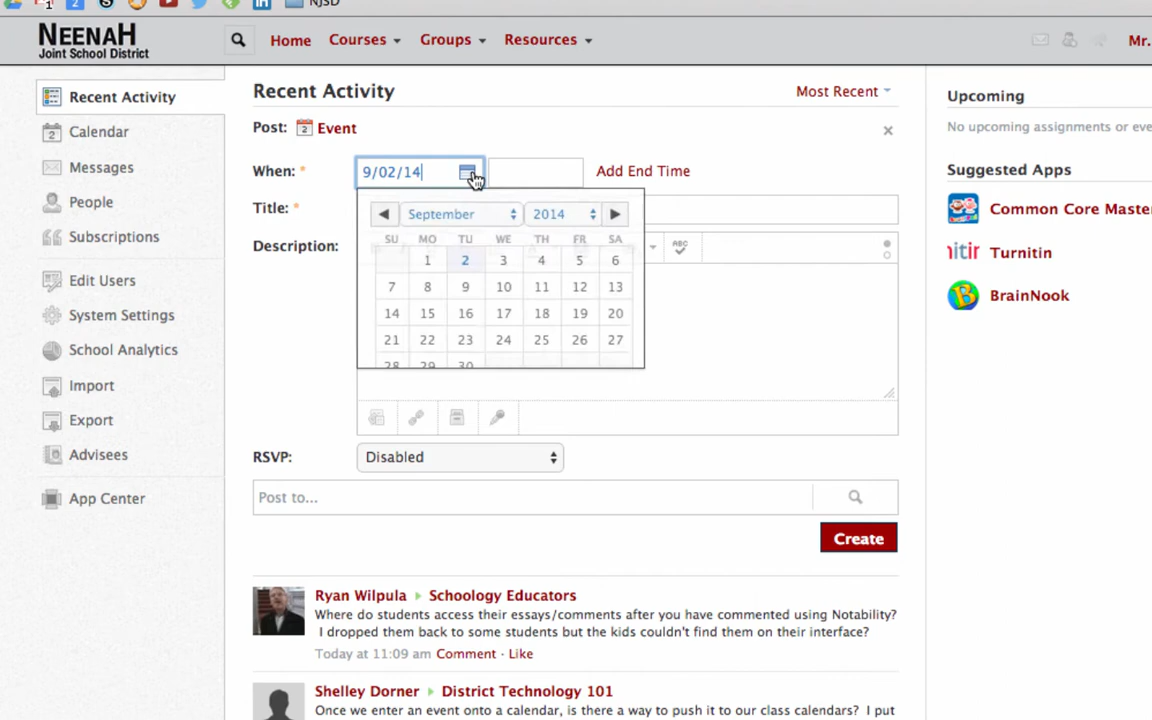 NJSD
NEENAH
Joint School District
Home
Courses
Groups
Resources
Mr.
Recent Activity
Calendar
Messages
People
Subscriptions
Edit Users
System Settings
School Analytics
Import
Export
Advisees
App Center
Recent Activity
Most Recent
Post: 2 Event
When: * 9/02/14 Add End Time
Title: *
Description:
September 2014
SU MO TU WE TH FR SA
1 2 3 4 5 6
7 8 9 10 11 12 13
14 15 16 17 18 19 20
21 22 23 24 25 26 27
28 29 30
ABC
RSVP: Disabled
Post to...
Create
Ryan Wilpula Schoology Educators
Where do students access their essays/comments after you have commented using Notability?
I dropped them back to some students but the kids couldn't find them on their interface?
Today at 11:09 am Comment · Like
Shelley Dorner District Technology 101
Once we enter an event onto a calendar, is there a way to push it to our class calendars? I put
Upcoming
No upcoming assignments or eve
Suggested Apps
Common Core Maste
Turnitin
BrainNook